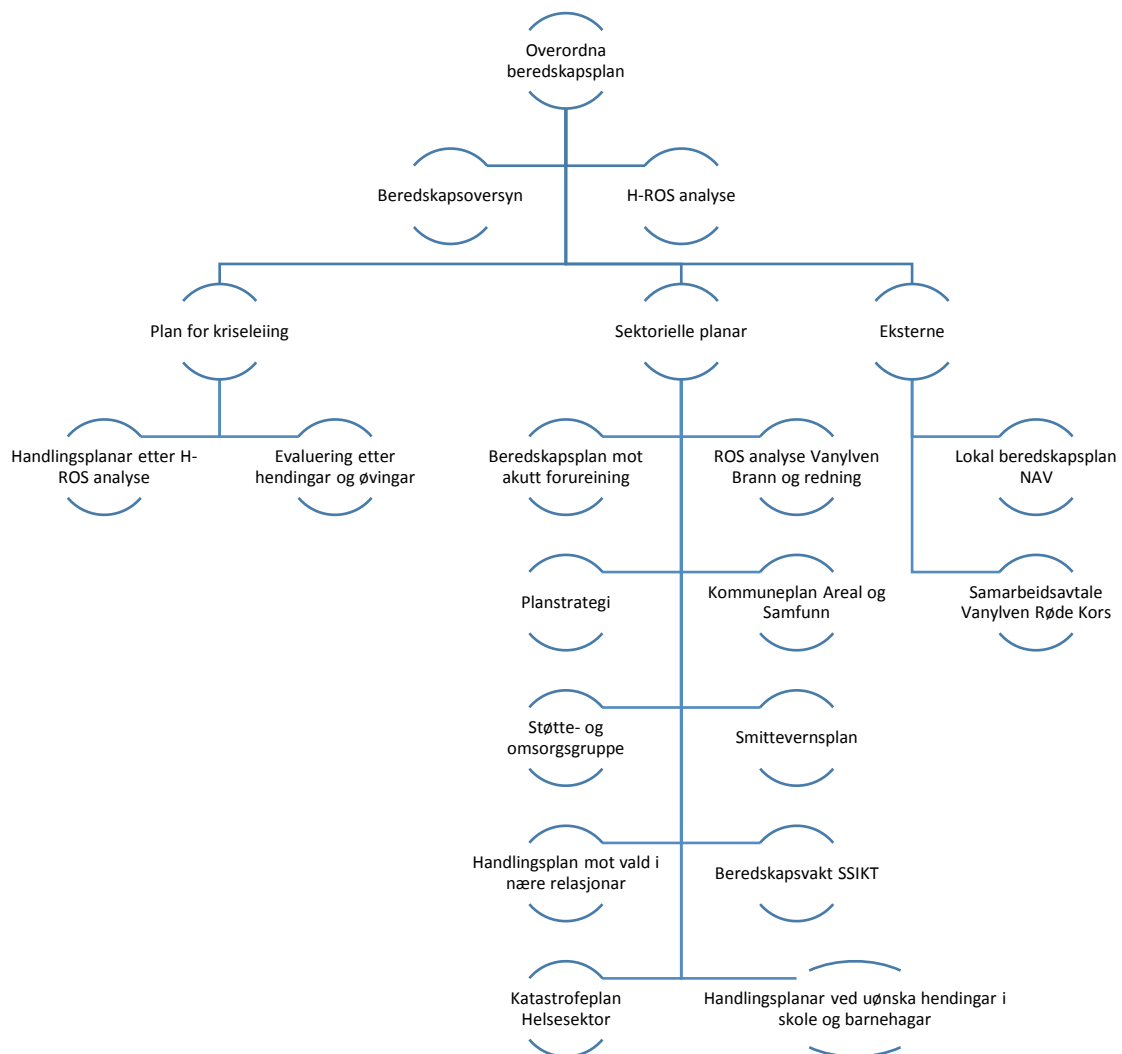 Overordna
beredskapsplan
Beredskapsoversyn
H-ROS analyse
Plan for kriseleiing
Sektorielle planar
Eksterne
Handlingsplanar etter H-
ROS analyse
Evaluering etter
hendingar og øvingar
Beredskapsplan mot
akutt forureining
ROS analyse Vanylven
Brann og redning
Lokal beredskapsplan
NAV
Planstrategi
Kommuneplan Areal og
Samfunn
Samarbeidsavtale
Vanylven Røde Kors
Støtte- og
omsorgsgruppe
Smittevernsplan
Handlingsplan mot vald i
nære relasjonar
Beredskapsvakt SSIKT
Katastrofeplan
Helsesektor
Handlingsplanar ved uønska hendingar i
skole og barnehagar